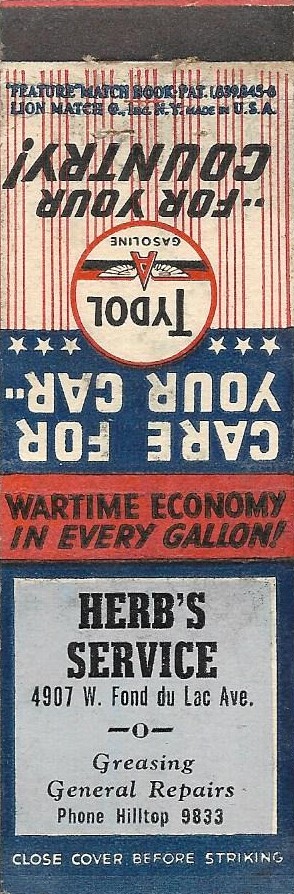 "FEATURE" MATCH BOOK·PAT. 1,839,845-6
LION MATCH Co., Inc. N.Y. MADE IN U.S.A.
CARE FOR
YOUR CAR..
TYDOL
A
GASOLINE
..FOR YOUR
COUNTRY!
WARTIME ECONOMY
IN EVERY GALLON!
HERB'S
SERVICE
4907 W. Fond du Lac Ave.
—o—
Greasing
General Repairs
Phone Hilltop 9833
CLOSE COVER BEFORE STRIKING